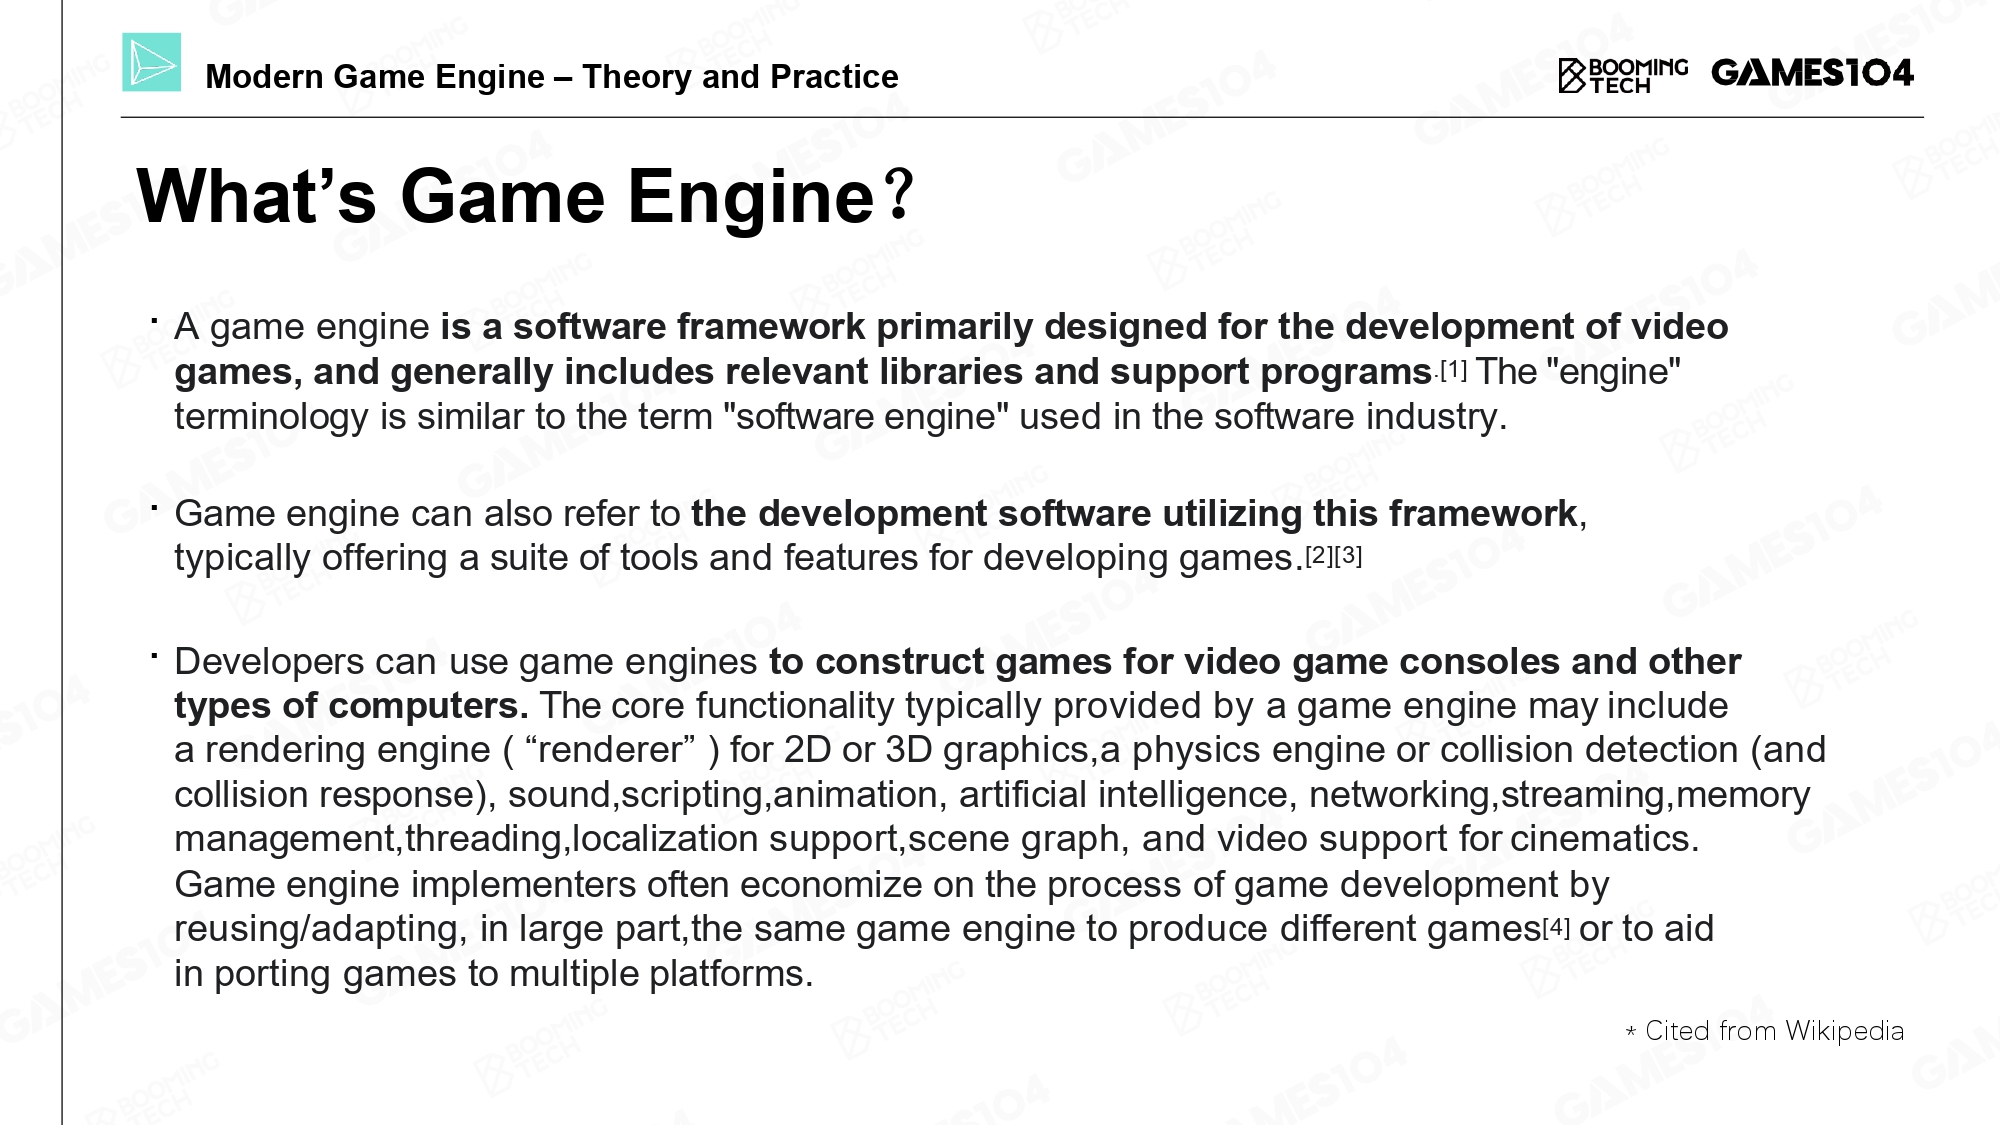 Modern Game Engine – Theory and Practice
BOOMING
TECH
GAMES104
What’s Game Engine?
▪ A game engine is a software framework primarily designed for the development of video
games, and generally includes relevant libraries and support programs.[1] The "engine"
terminology is similar to the term "software engine" used in the software industry.
▪ Game engine can also refer to the development software utilizing this framework,
typically offering a suite of tools and features for developing games.[2][3]
▪ Developers can use game engines to construct games for video game consoles and other
types of computers. The core functionality typically provided by a game engine may include
a rendering engine ( “renderer” ) for 2D or 3D graphics,a physics engine or collision detection (and
collision response), sound,scripting,animation, artificial intelligence, networking,streaming,memory
management,threading,localization support,scene graph, and video support for cinematics.
Game engine implementers often economize on the process of game development by
reusing/adapting, in large part,the same game engine to produce different games[4] or to aid
in porting games to multiple platforms.
* Cited from Wikipedia